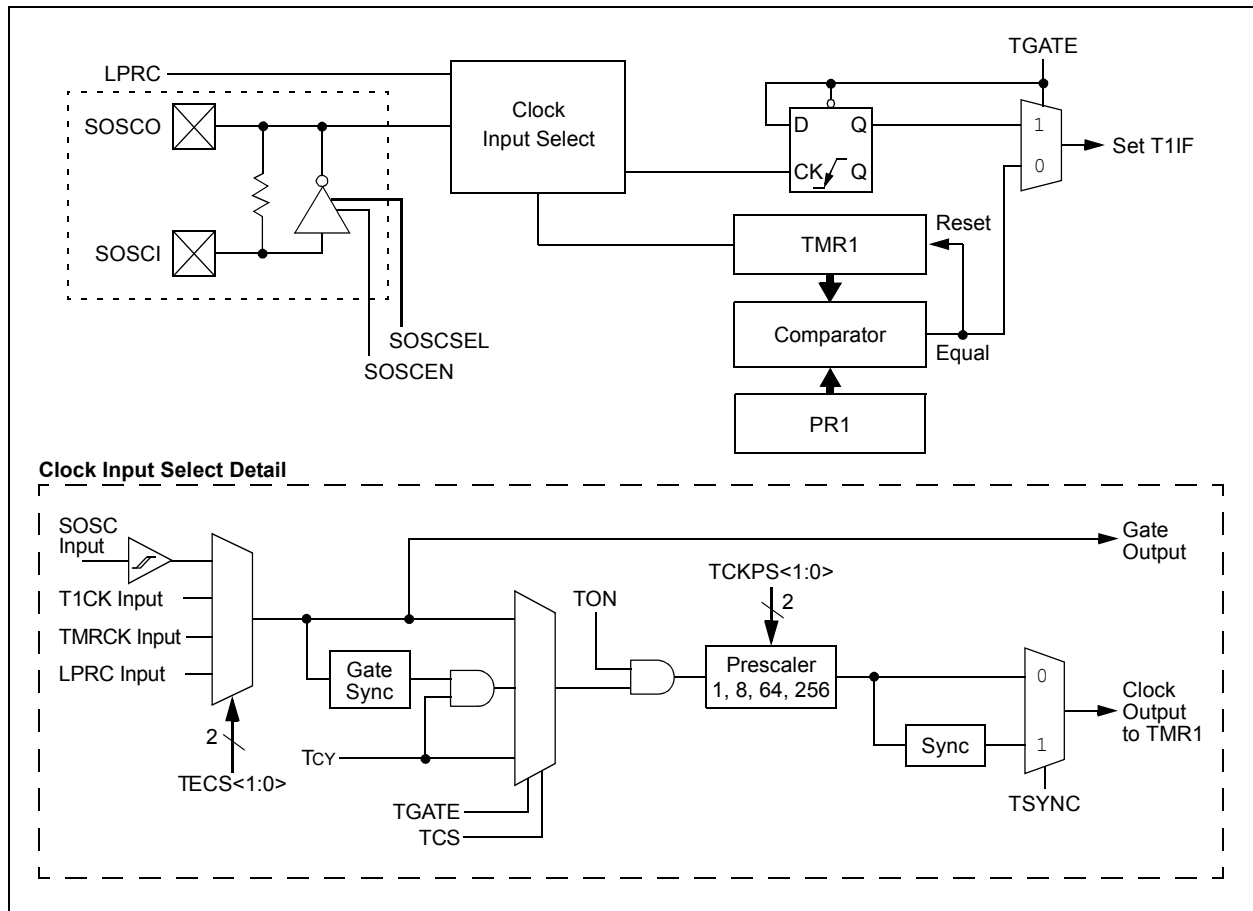 TGATE
LPRC
SOSCO
Clock
Input Select
D
Q
CK
Q
1
0
Set T1IF
SOSCI
TMR1
Reset
SOSCSEL
SOSCEN
Comparator
Equal
PR1
Clock Input Select Detail
SOSC
Input
T1CK Input
TMRCK Input
LPRC Input
2
TECS<1:0>
Gate
Sync
TCY
TGATE
TCS
TON
TCKPS<1:0>
2
Prescaler
1, 8, 64, 256
Sync
0
1
TSYNC
Gate
Output
Clock
Output
to TMR1